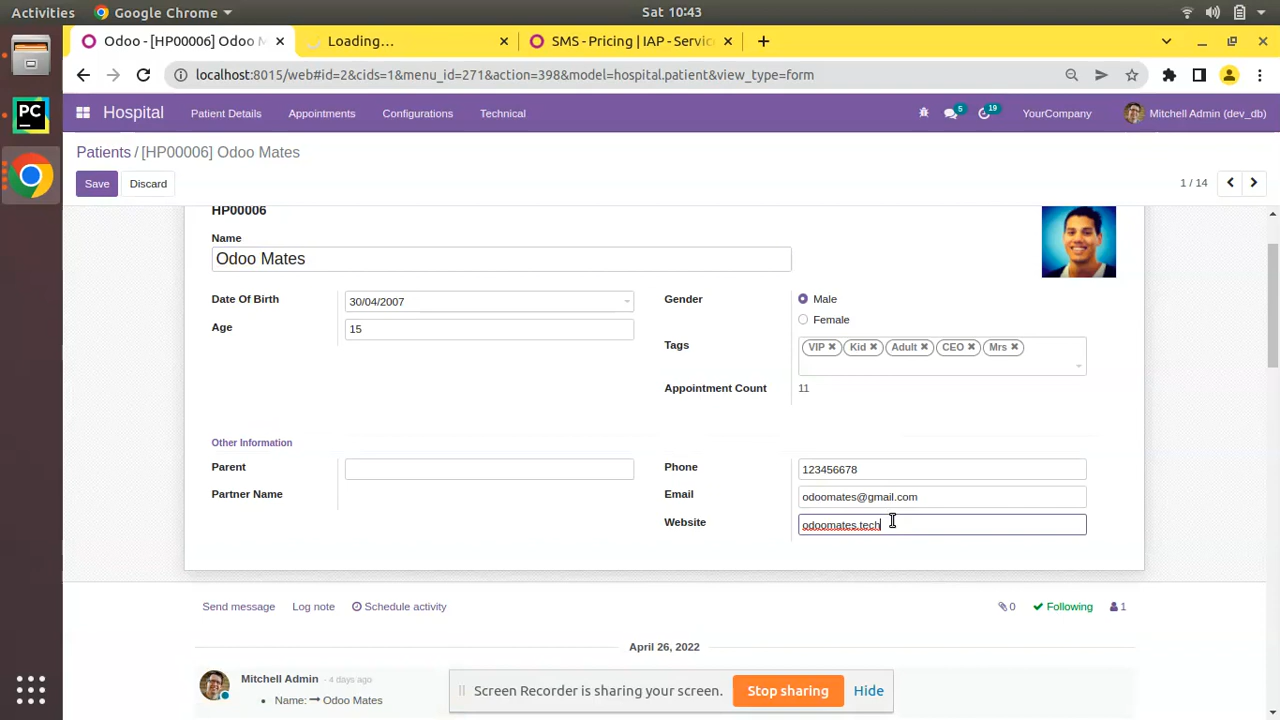 Activities Google Chrome Sat 10:43
Odoo - [HP00006] Odoo M Loading... SMS - Pricing | IAP - Servic
localhost:8015/web#id=2&cids=1&menu_id=271&action=398&model=hospital.patient&view_type=form
Hospital Patient Details Appointments Configurations Technical 5 19 YourCompany Mitchell Admin (dev_db)
Patients / [HP00006] Odoo Mates
Save Discard 1 / 14
HP00006
Name
Odoo Mates
Date Of Birth 30/04/2007 Gender Male
Age 15 Female
Tags VIP Kid Adult CEO Mrs
Appointment Count 11
Other Information
Parent Phone 123456678
Partner Name Email odoomates@gmail.com
Website odoomates.tech
Send message Log note Schedule activity 0 Following 1
April 26, 2022
Mitchell Admin - 4 days ago
Name: Odoo Mates
Screen Recorder is sharing your screen. Stop sharing Hide
PC